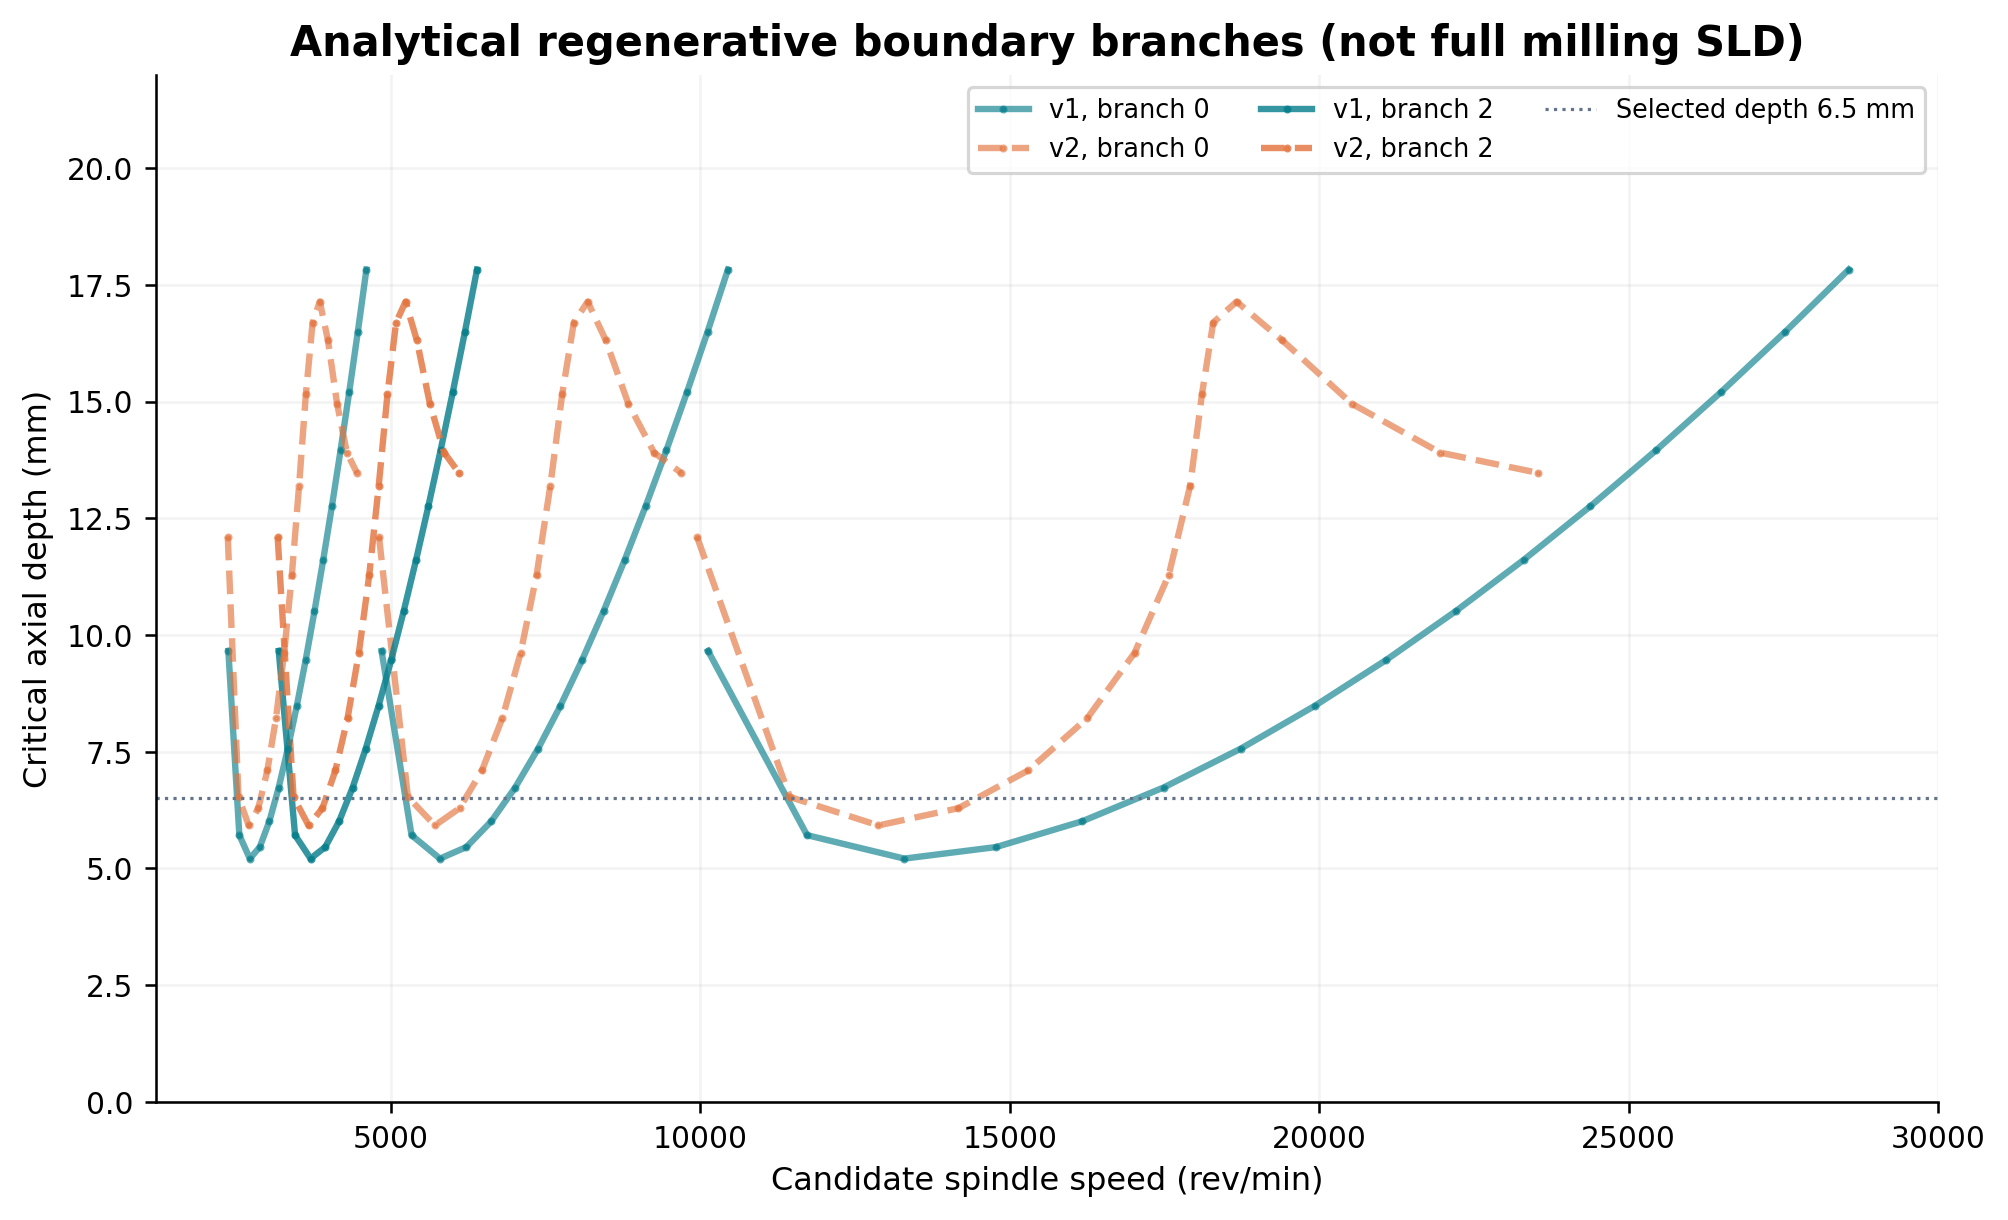 Analytical regenerative boundary branches (not full milling SLD)
v1, branch 0
v2, branch 0
v1, branch 2
v2, branch 2
Selected depth 6.5 mm
Critical axial depth (mm)
20.0
17.5
15.0
12.5
10.0
7.5
5.0
2.5
0.0
5000 10000 15000 20000 25000 30000
Candidate spindle speed (rev/min)